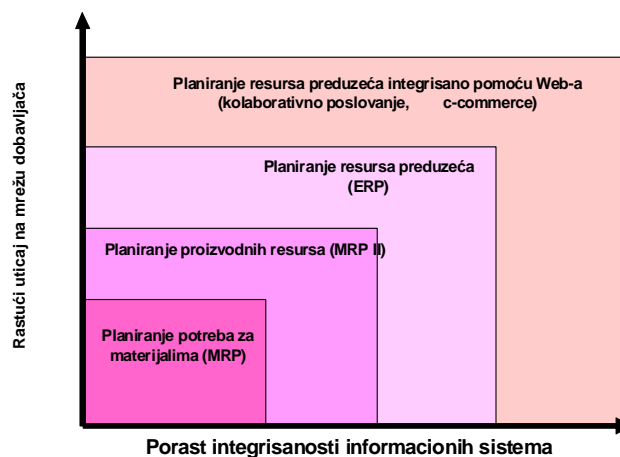 Rastući uticaj na mrežu dobavljača
Planiranje resursa preduzeća integrisano pomoću Web-a
(kolaborativno poslovanje, c-commerce)
Planiranje resursa preduzeća
(ERP)
Planiranje proizvodnih resursa (MRP II)
Planiranje potreba za
materijalima (MRP)
Porast integrisanosti informacionih sistema